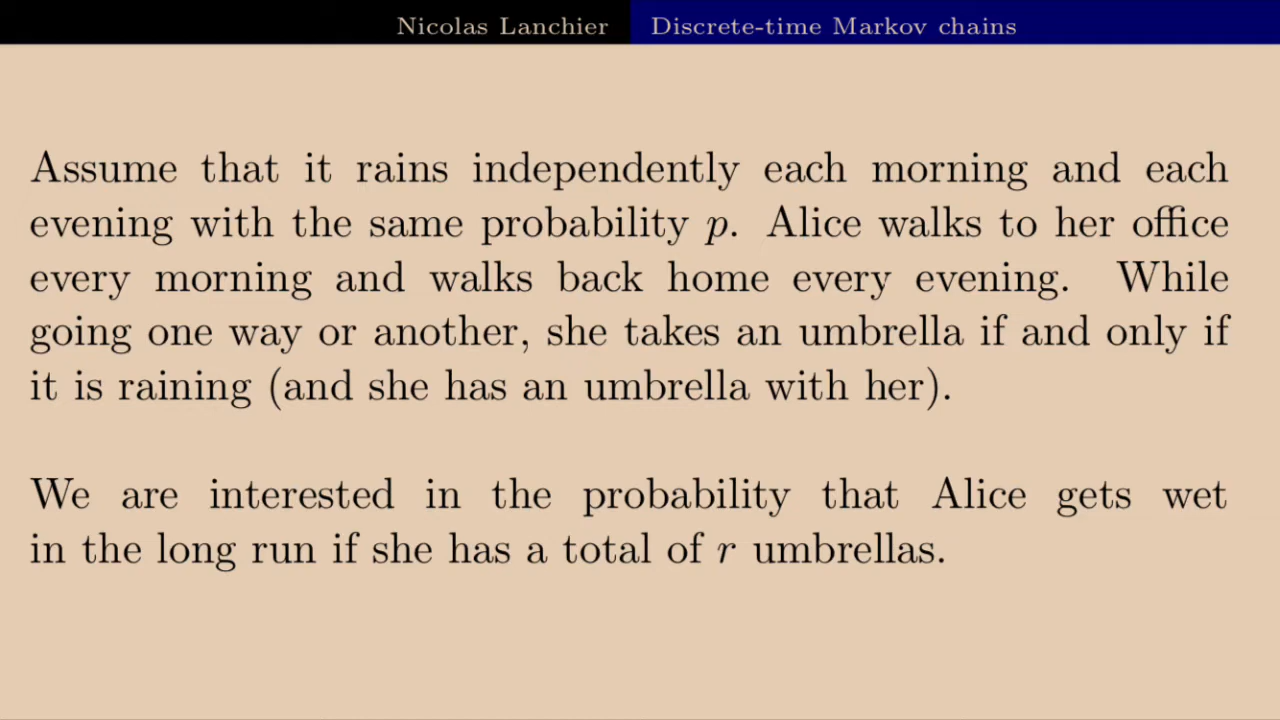 Nicolas Lanchier Discrete-time Markov chains
Assume that it rains independently each morning and each
evening with the same probability p. Alice walks to her office
every morning and walks back home every evening. While
going one way or another, she takes an umbrella if and only if
it is raining (and she has an umbrella with her).
We are interested in the probability that Alice gets wet
in the long run if she has a total of r umbrellas.